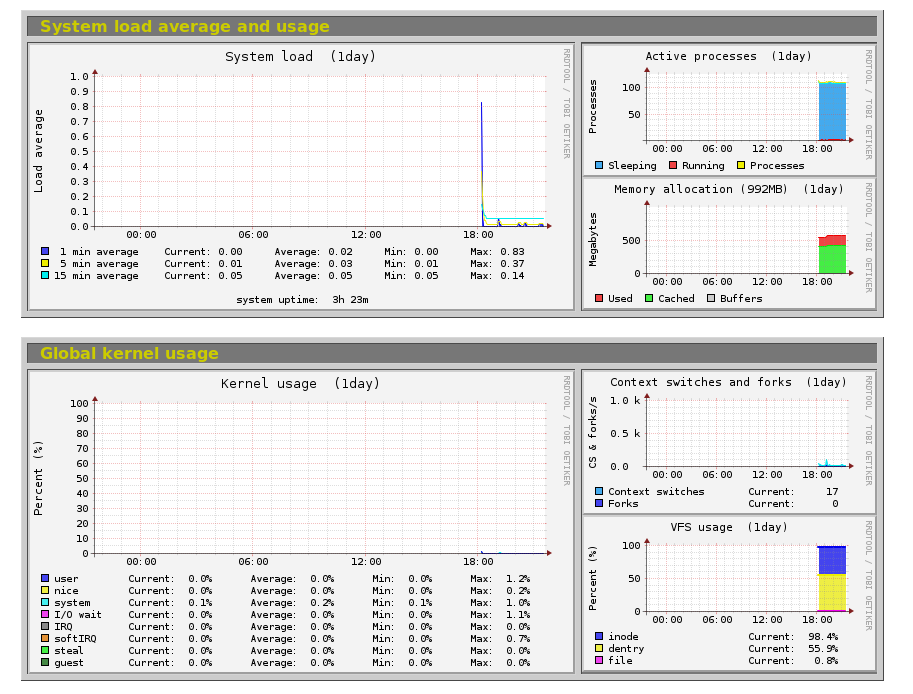 System load average and usage
System load  (1day)
RRDTOOL / TOBI OETIKER
Load average
1.0
0.9
0.8
0.7
0.6
0.5
0.4
0.3
0.2
0.1
0.0
00:00 06:00 12:00 18:00
1 min average Current: 0.00 Average: 0.02 Min: 0.00 Max: 0.83
5 min average Current: 0.01 Average: 0.03 Min: 0.01 Max: 0.37
15 min average Current: 0.05 Average: 0.05 Min: 0.05 Max: 0.14
system uptime: 3h 23m
Active processes  (1day)
RRDTOOL / TOBI OETIKER
Processes
100
50
00:00 06:00 12:00 18:00
Sleeping Running Processes
Memory allocation (992MB)  (1day)
RRDTOOL / TOBI OETIKER
Megabytes
500
0
00:00 06:00 12:00 18:00
Used Cached Buffers
Global kernel usage
Kernel usage  (1day)
RRDTOOL / TOBI OETIKER
Percent (%)
100
90
80
70
60
50
40
30
20
10
0
00:00 06:00 12:00 18:00
user Current: 0.0% Average: 0.0% Min: 0.0% Max: 1.2%
nice Current: 0.0% Average: 0.0% Min: 0.0% Max: 0.2%
system Current: 0.1% Average: 0.2% Min: 0.1% Max: 1.0%
I/O wait Current: 0.0% Average: 0.0% Min: 0.0% Max: 1.1%
IRQ Current: 0.0% Average: 0.0% Min: 0.0% Max: 0.0%
softIRQ Current: 0.0% Average: 0.0% Min: 0.0% Max: 0.7%
steal Current: 0.0% Average: 0.0% Min: 0.0% Max: 0.0%
guest Current: 0.0% Average: 0.0% Min: 0.0% Max: 0.0%
Context switches and forks  (1day)
RRDTOOL / TOBI OETIKER
CS & forks/s
1.0 k
0.5 k
0.0
00:00 06:00 12:00 18:00
Context switches Current: 17
Forks Current: 0
VFS usage  (1day)
RRDTOOL / TOBI OETIKER
Percent (%)
100
50
0
00:00 06:00 12:00 18:00
inode Current: 98.4%
dentry Current: 55.9%
file Current: 0.8%